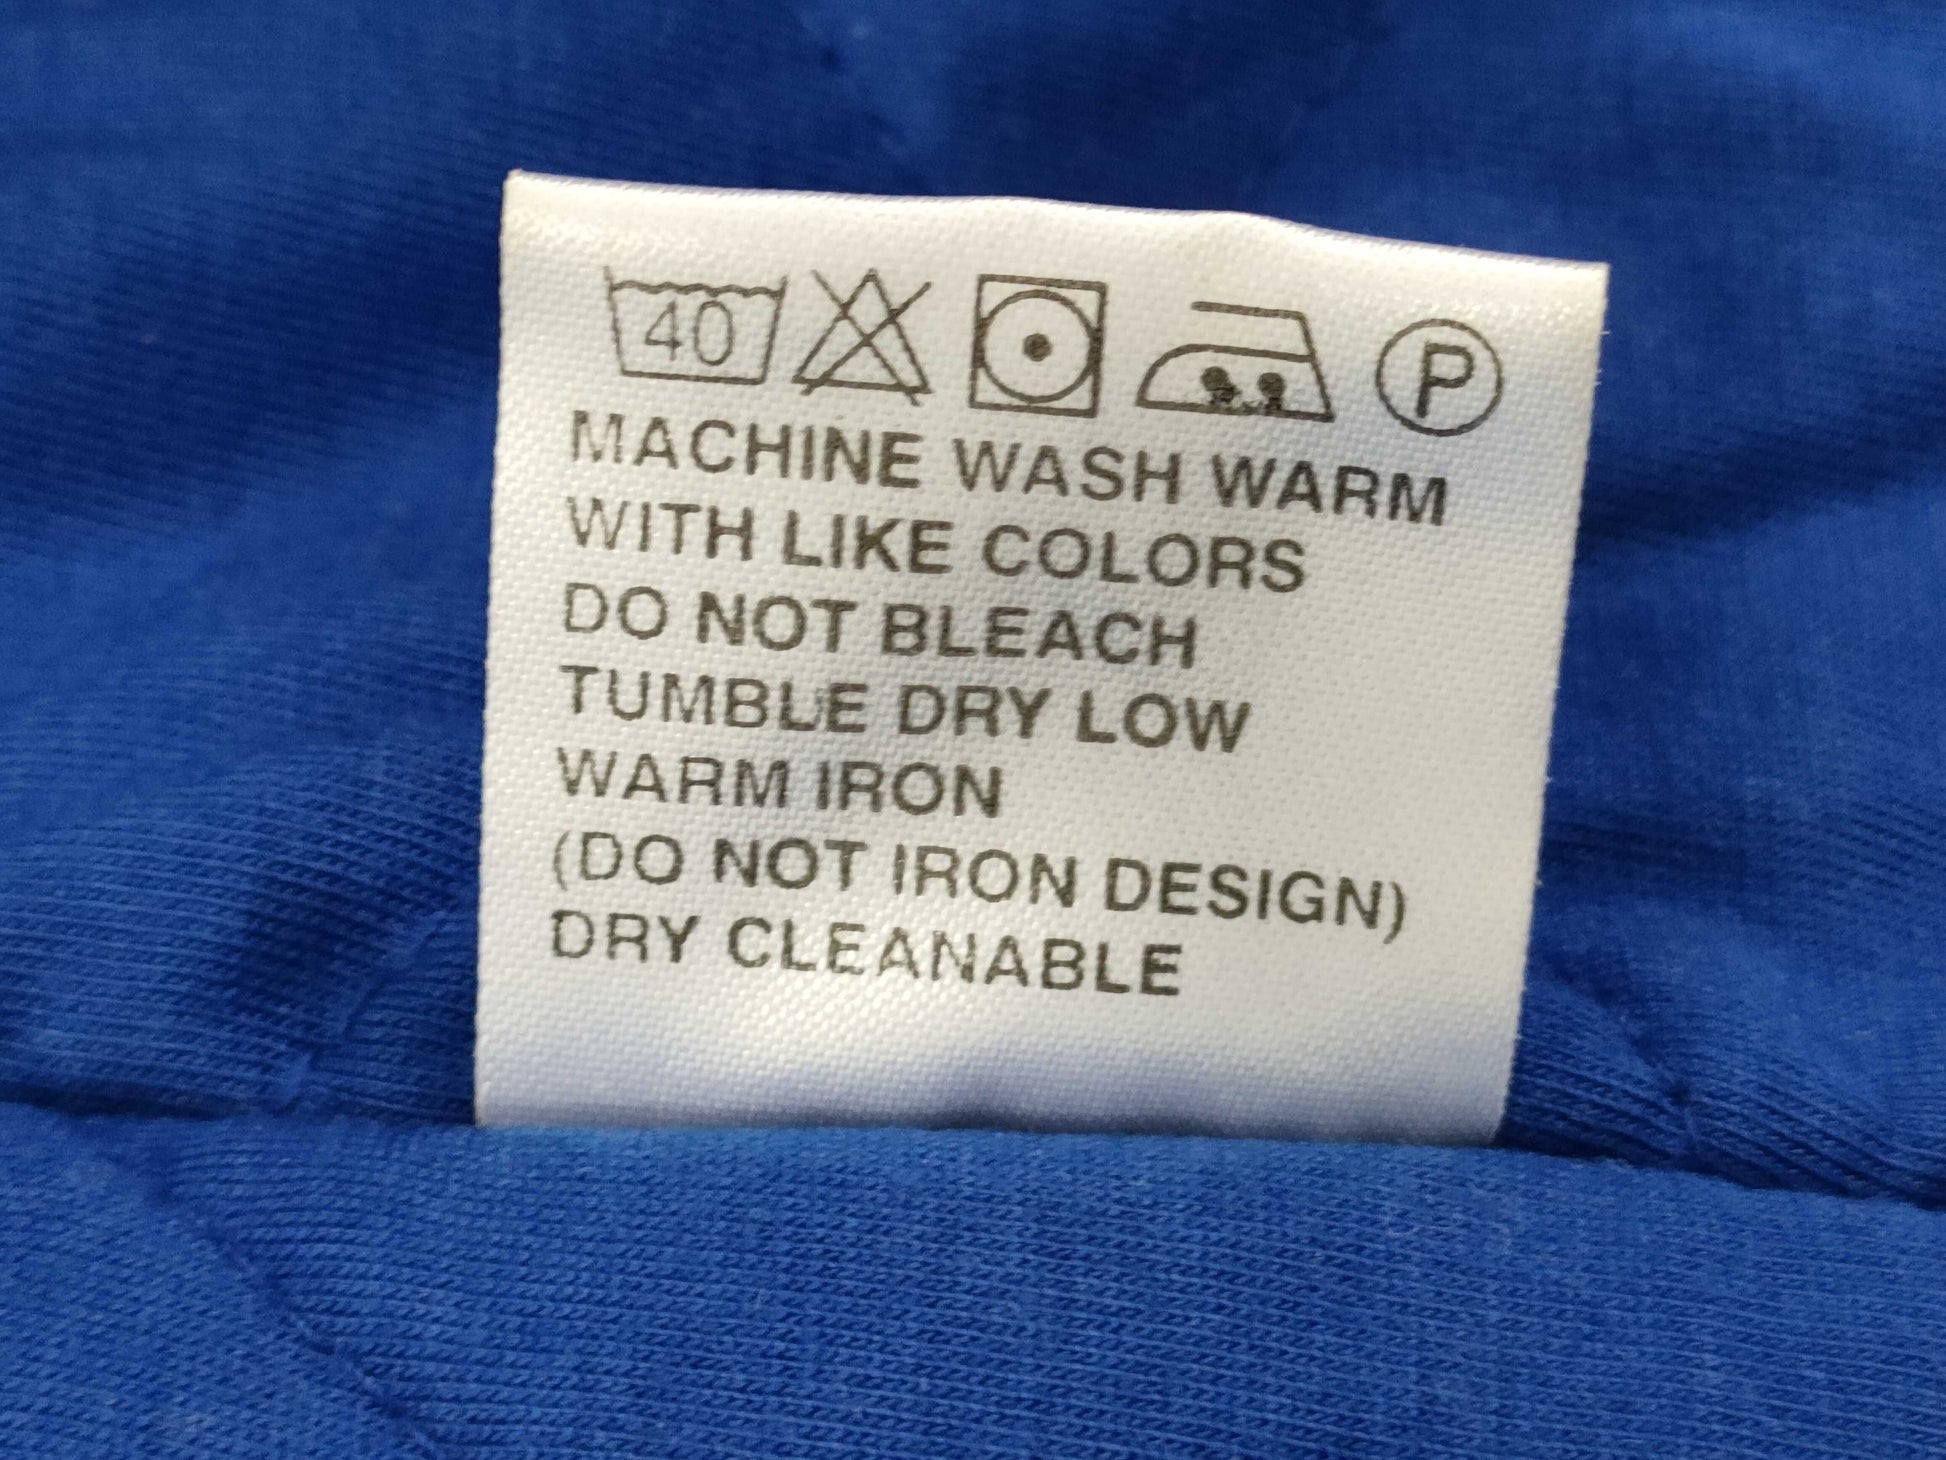 40 P
MACHINE WASH WARM
WITH LIKE COLORS
DO NOT BLEACH
TUMBLE DRY LOW
WARM IRON
(DO NOT IRON DESIGN)
DRY CLEANABLE